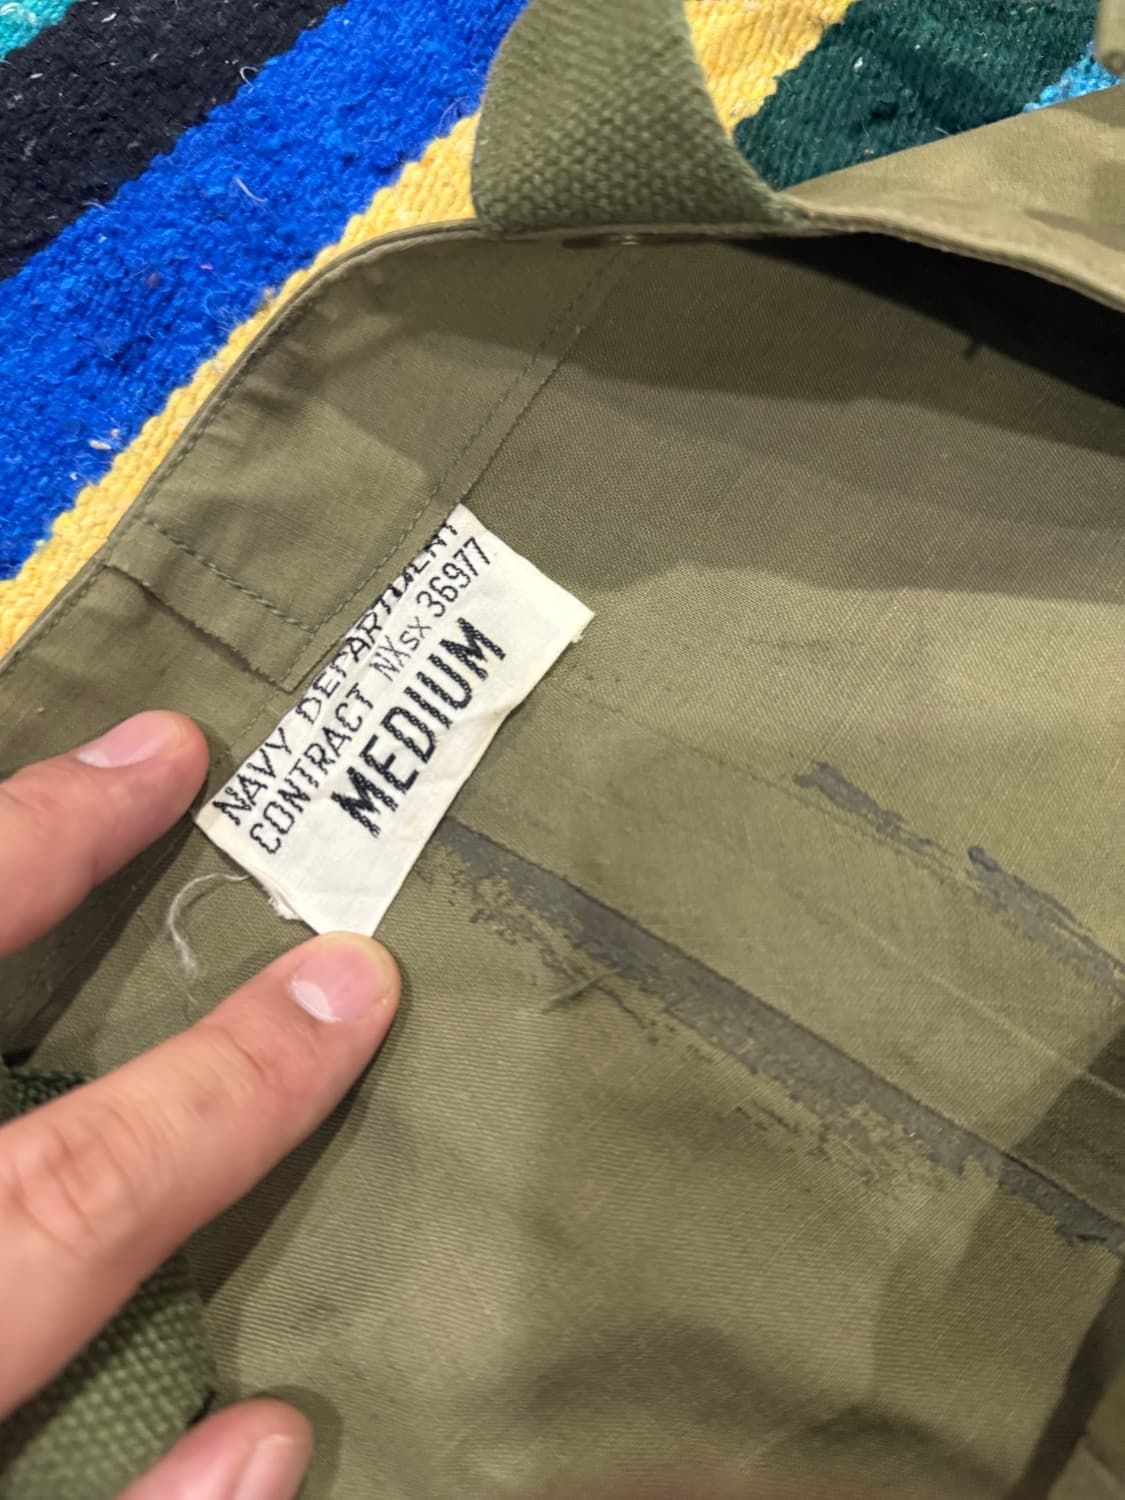 NAVY DEPARTMENT
CONTRACT NXsx 36977
MEDIUM